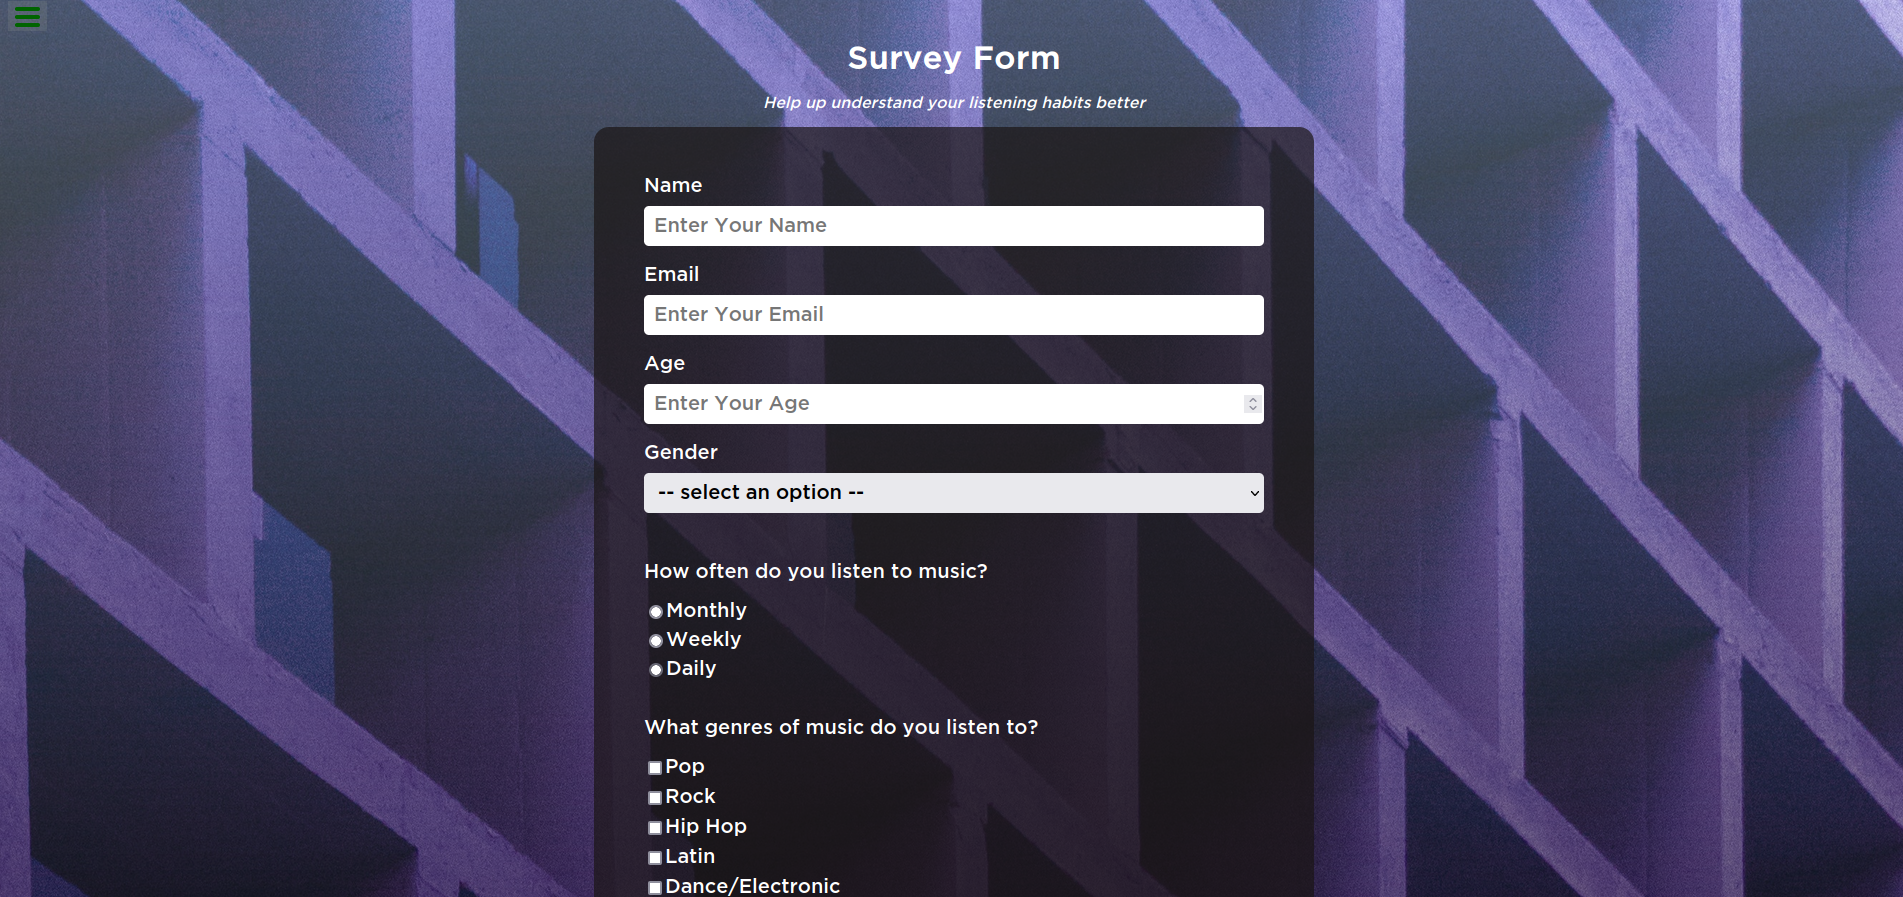 Survey Form
Help up understand your listening habits better
Name
Enter Your Name
Email
Enter Your Email
Age
Enter Your Age
Gender
-- select an option --
How often do you listen to music?
Monthly
Weekly
Daily
What genres of music do you listen to?
Pop
Rock
Hip Hop
Latin
Dance/Electronic